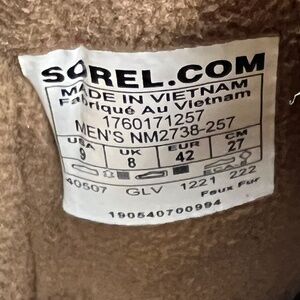 SOREL.COM
MADE IN VIETNAM
Fabriqué Au Vietnam
1760171257
MEN'S NM2738-257
USA UK EUR CM
9 8 42 27
40507 GLV 1221 222
Faux Fur
190540700994